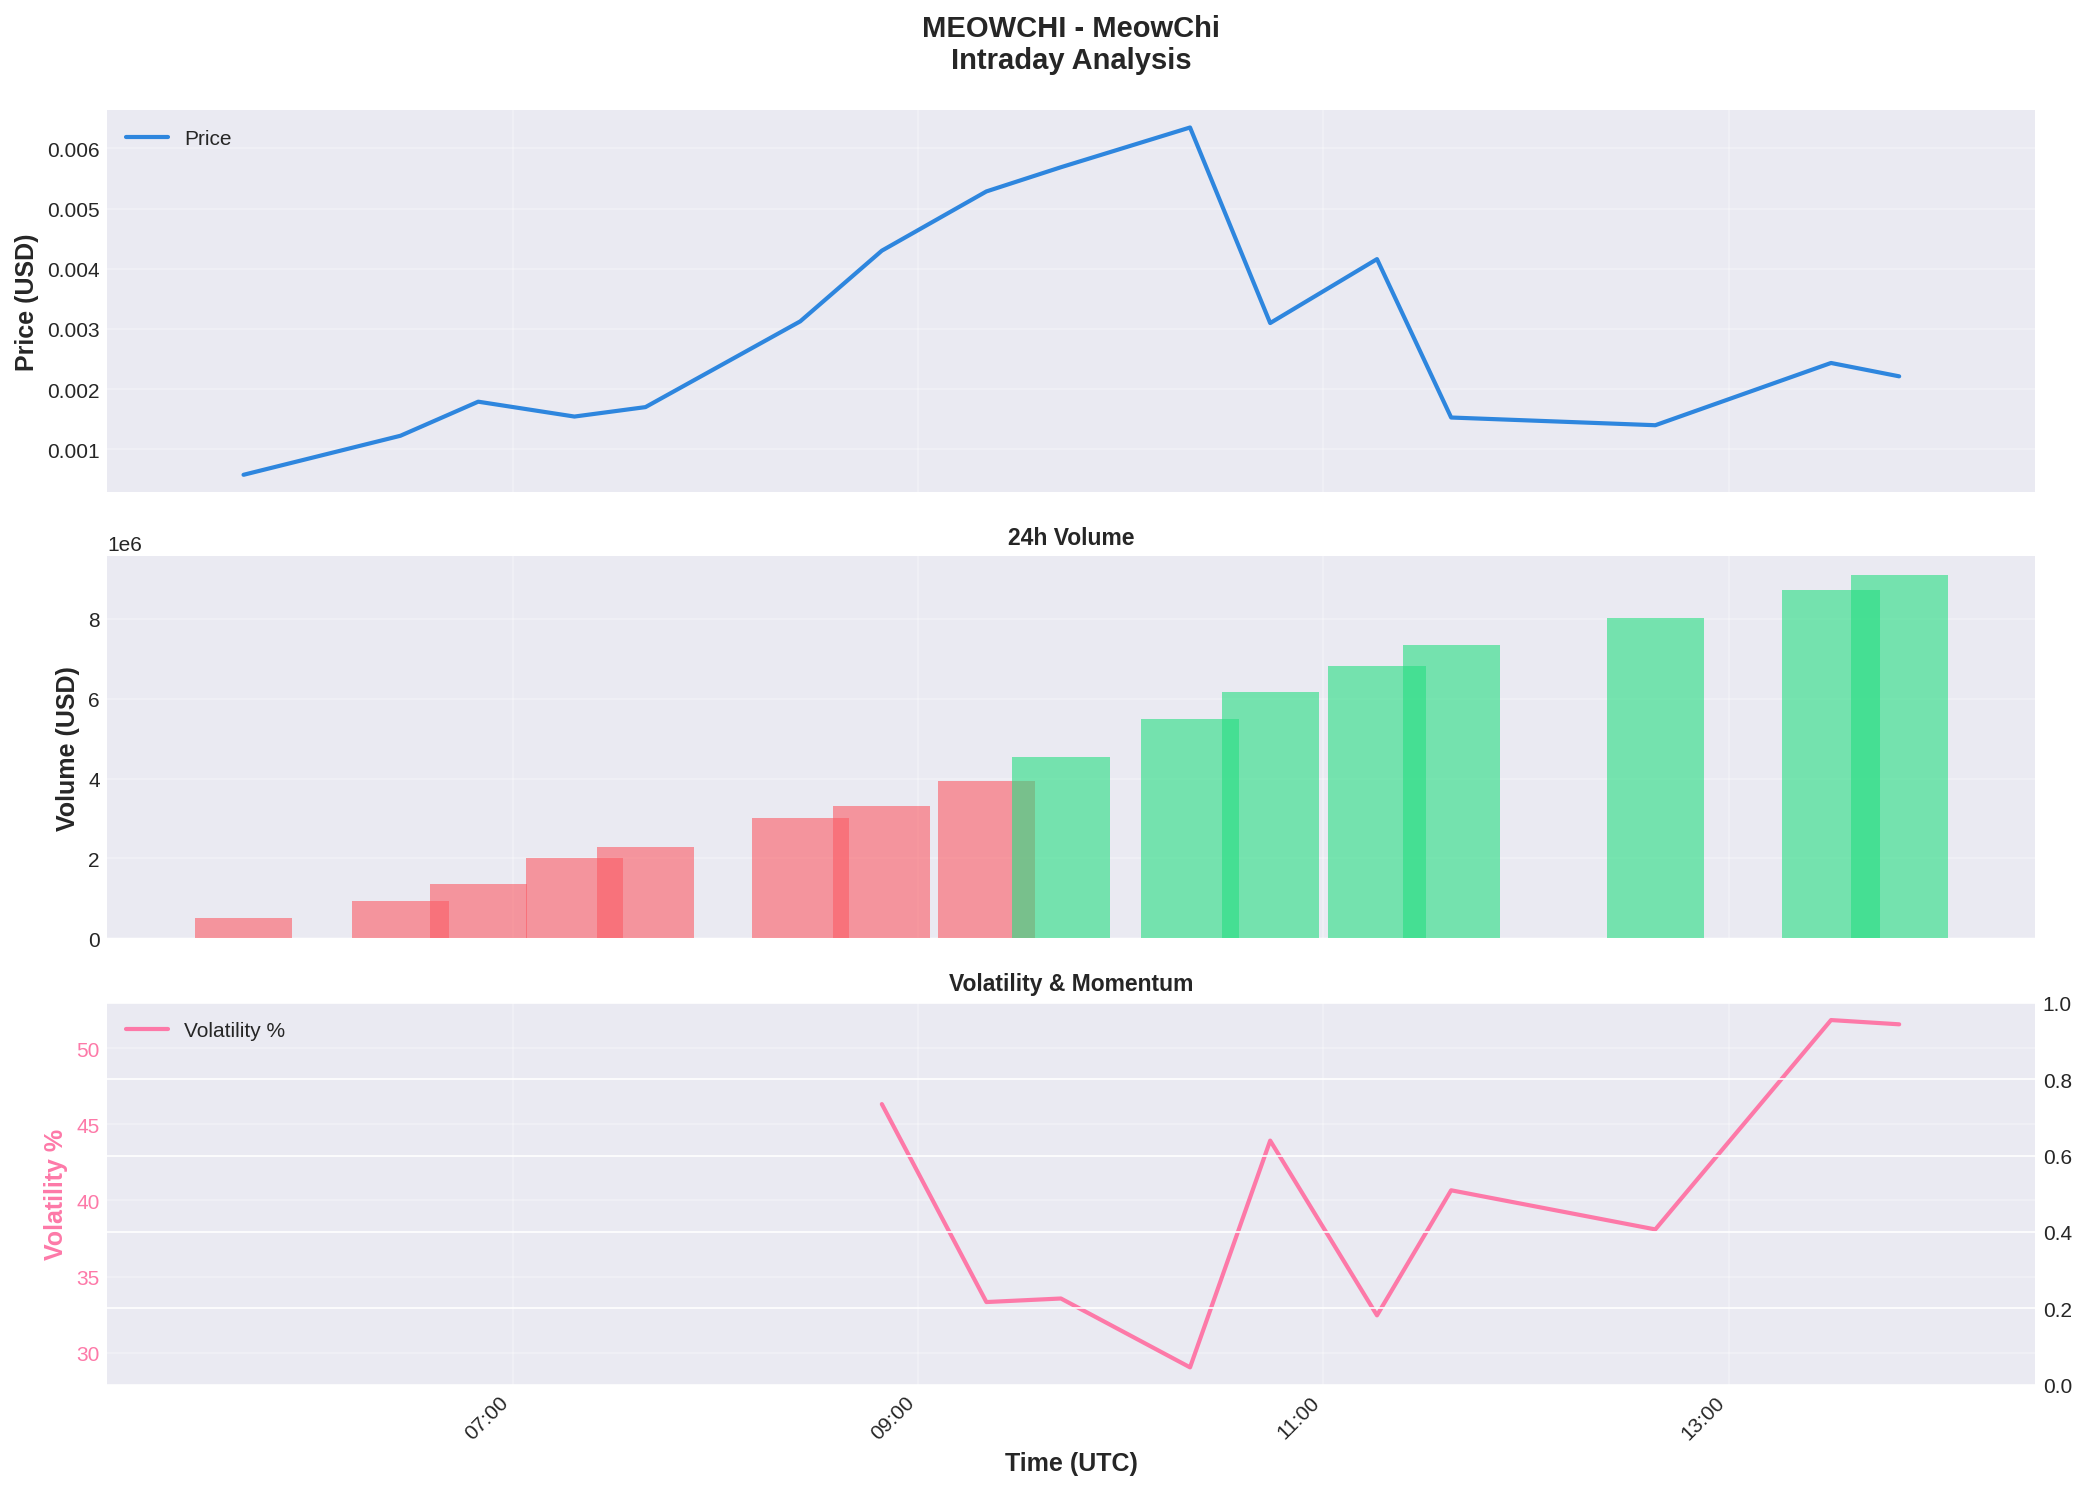 MEOWCHI - MeowChi
Intraday Analysis
Price
Price (USD)
0.006
0.005
0.004
0.003
0.002
0.001
24h Volume
1e6
Volume (USD)
8
6
4
2
0
Volatility & Momentum
Volatility %
Volatility %
50
45
40
35
30
1.0
0.8
0.6
0.4
0.2
0.0
07:00
09:00
11:00
13:00
Time (UTC)